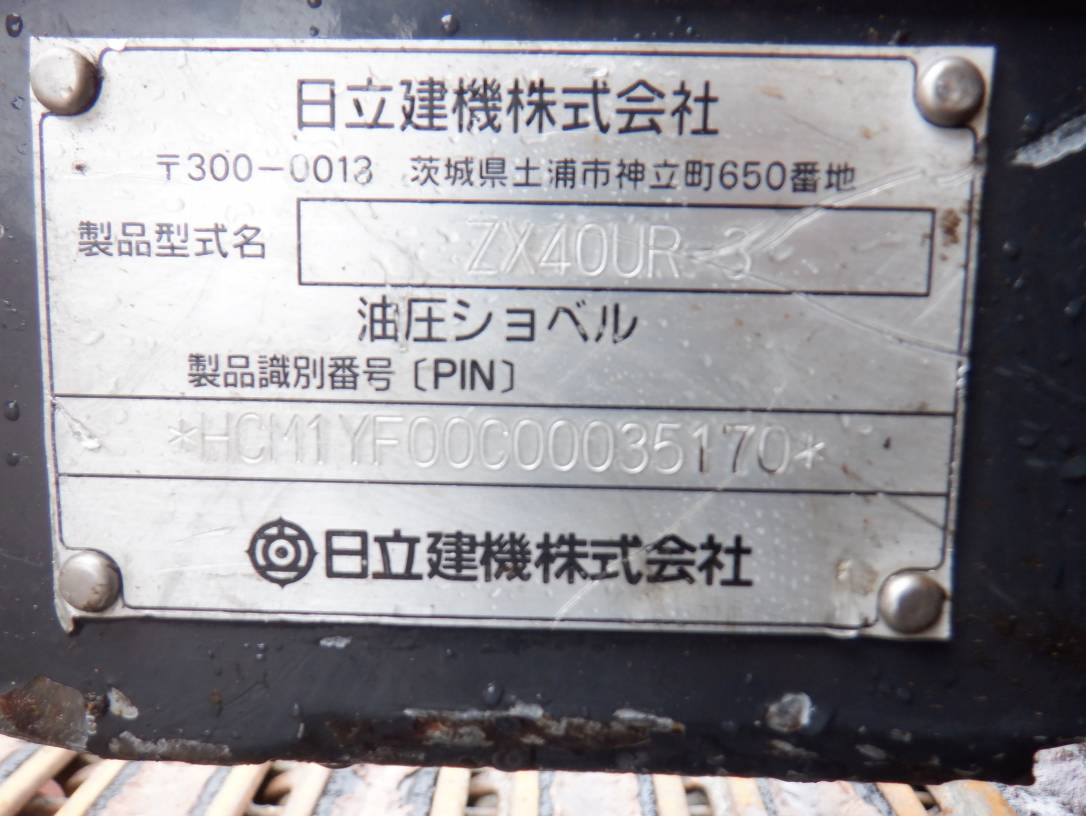 日立建機株式会社
〒300-0013 茨城県土浦市神立町650番地
製品型式名 ZX40UR-3
油圧ショベル
製品識別番号〔PIN〕
*HCM1YF00C00035170*
日立建機株式会社